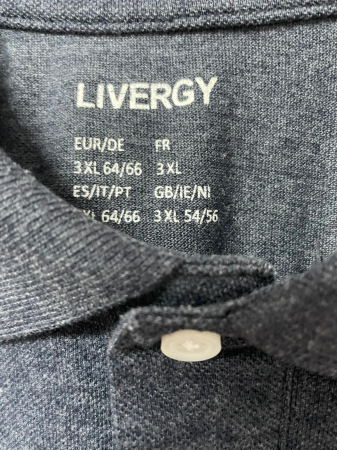 LIVERGY
EUR/DE FR
3 XL 64/66 3 XL
ES/IT/PT GB/IE/NI
XL 64/66 3 XL 54/56